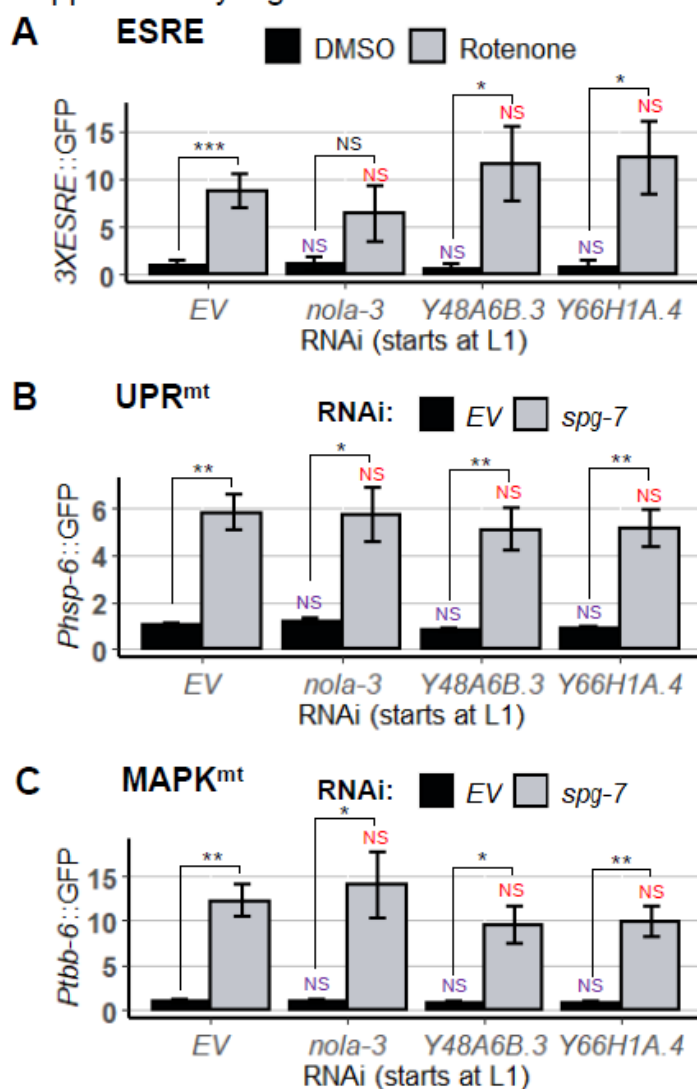 A ESRE
DMSO Rotenone
3XESRE::GFP
15
10
5
0
*** NS * *
NS NS NS
NS NS NS
EV nola-3 Y48A6B.3 Y66H1A.4
RNAi (starts at L1)
B UPRmt
RNAi: EV spg-7
Phsp-6::GFP
6
4
2
0
** * ** **
NS NS NS
NS NS NS
EV nola-3 Y48A6B.3 Y66H1A.4
RNAi (starts at L1)
C MAPKmt
RNAi: EV spg-7
Ptbb-6::GFP
15
10
5
0
** * * **
NS NS NS
NS NS NS
EV nola-3 Y48A6B.3 Y66H1A.4
RNAi (starts at L1)